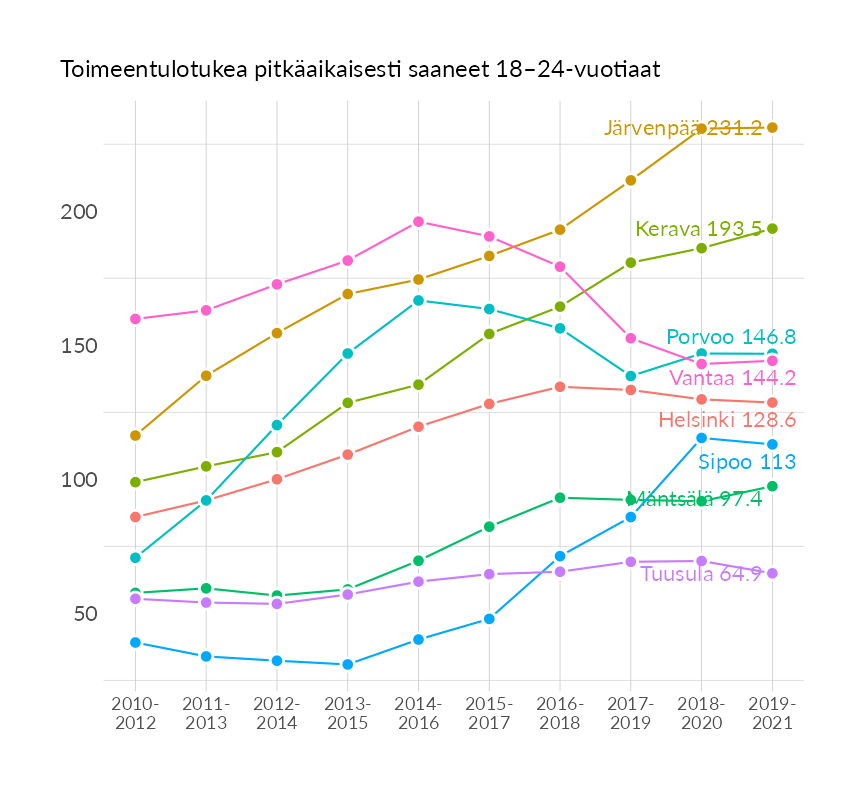 Toimeentulotukea pitkäaikaisesti saaneet 18–24-vuotiaat
Järvenpää 231.2
200
Kerava 193.5
Porvoo 146.8
150
Vantaa 144.2
Helsinki 128.6
Sipoo 113
100
Mäntsälä 97.4
Tuusula 64.9
50
2010- 2011- 2012- 2013- 2014- 2015- 2016- 2017- 2018- 2019-
2012 2013 2014 2015 2016 2017 2018 2019 2020 2021